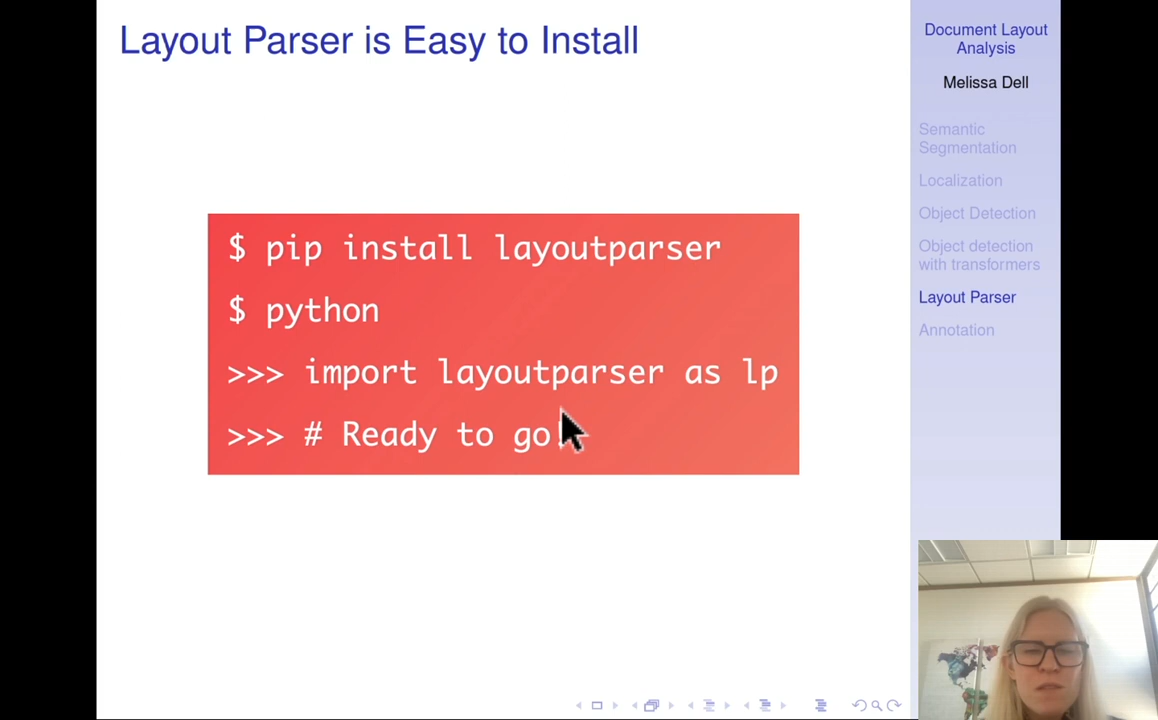 Layout Parser is Easy to Install
$ pip install layoutparser
$ python
>>> import layoutparser as lp
>>> # Ready to go
Document Layout
Analysis
Melissa Dell
Semantic
Segmentation
Localization
Object Detection
Object detection
with transformers
Layout Parser
Annotation